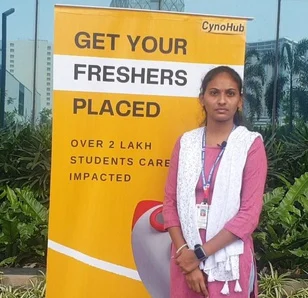 CynoHub
GET YOUR
FRESHERS
PLACED
OVER 2 LAKH
STUDENTS CARE
IMPACTED